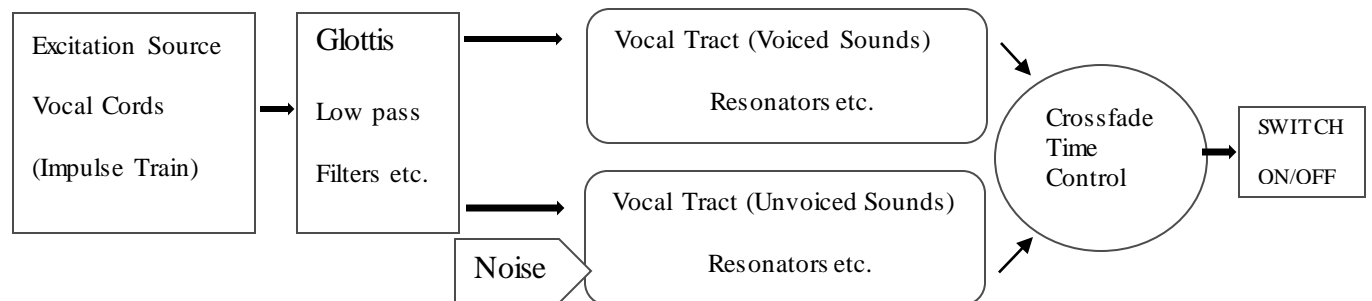 Excitation Source
Vocal Cords
(Impulse Train)
Glottis
Low pass
Filters etc.
Vocal Tract (Voiced Sounds)
Resonators etc.
Vocal Tract (Unvoiced Sounds)
Resonators etc.
Noise
Crossfade
Time
Control
SWITCH
ON/OFF